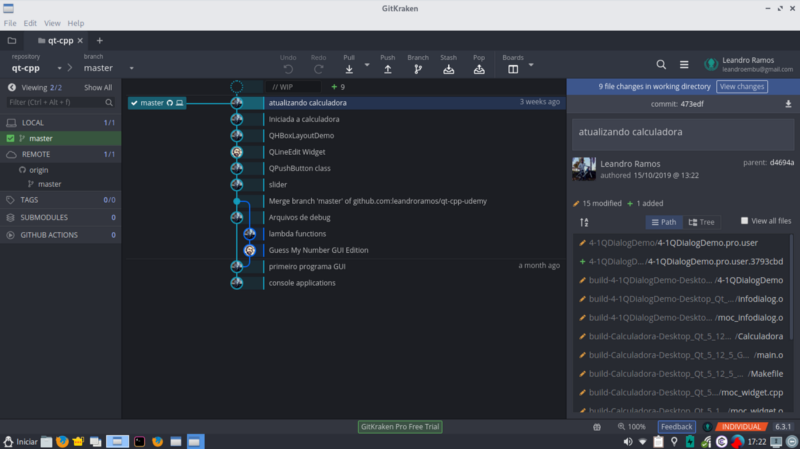 GitKraken
File Edit View Help
qt-cpp
repository
qt-cpp
branch
master
Undo
Redo
Pull
Push
Branch
Stash
Pop
Boards
Leandro Ramos
leandroembu@gmail.com
Viewing 2/2
Show All
Filter (Ctrl + Alt + f)
LOCAL 1/1
master
REMOTE 1/1
origin
master
TAGS 0/0
SUBMODULES 0
GITHUB ACTIONS 0
// WIP
9
master
atualizando calculadora
3 weeks ago
Iniciada a calculadora
QHBoxLayoutDemo
QLineEdit Widget
QPushButton class
slider
Merge branch 'master' of github.com:leandroramos/qt-cpp-udemy
Arquivos de debug
lambda functions
Guess My Number GUI Edition
primeiro programa GUI
a month ago
console applications
9 file changes in working directory
View changes
commit: 473edf
atualizando calculadora
Leandro Ramos
authored 15/10/2019 @ 13:22
parent: d4694a
15 modified
1 added
Path
Tree
View all files
4-1QDialogDemo/4-1QDialogDemo.pro.user
4-1QDialogD.../4-1QDialogDemo.pro.user.3793cbd
build-4-1QDialogDemo-Deskto... /4-1QDialogDemo
build-4-1QDialogDemo-Desktop_Qt_... /infodialog.o
build-4-1QDialogDemo-Desktop... /moc_infodialog.o
build-Calculadora-Desktop_Qt_5_12... /Calculadora
build-Calculadora-Desktop_Qt_5_12_5_G... /main.o
build-Calculadora-Desktop_Qt_5_12_5_... /Makefile
build-Calculadora-Desktop_Qt_5... /moc_widget.cpp
build-Calculadora-Desktop_Qt_5_1... /moc_widget.o
GitKraken Pro Free Trial
100%
Feedback
INDIVIDUAL
6.3.1
Iniciar
17:22